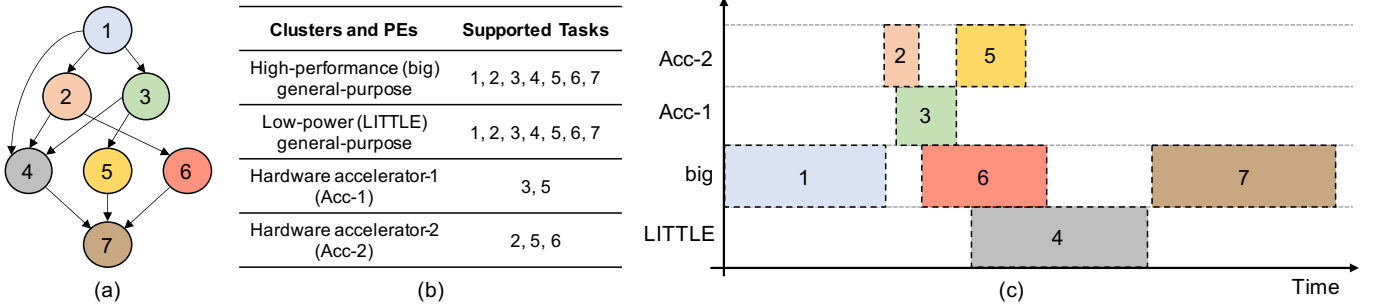 1
2
3
4
5
6
7
(a)
Clusters and PEs Supported Tasks
High-performance (big)
general-purpose
1, 2, 3, 4, 5, 6, 7
Low-power (LITTLE)
general-purpose
1, 2, 3, 4, 5, 6, 7
Hardware accelerator-1
(Acc-1)
3, 5
Hardware accelerator-2
(Acc-2)
2, 5, 6
(b)
Acc-2
2
5
Acc-1
3
big
1
6
7
LITTLE
4
Time
(c)